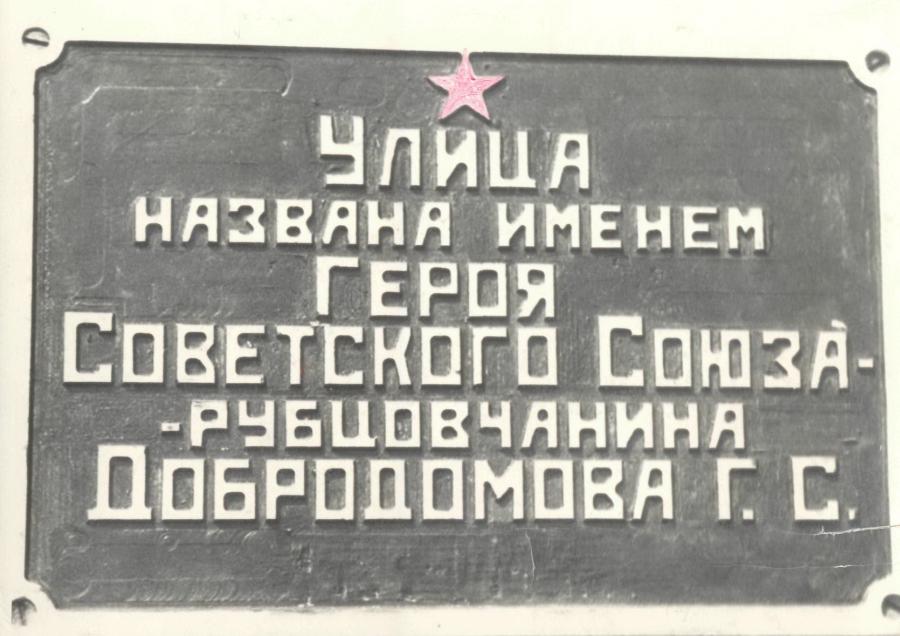 Улица
названа именем
Героя
Советского Союза-
-рубцовчанина
Добродомова Г. С.